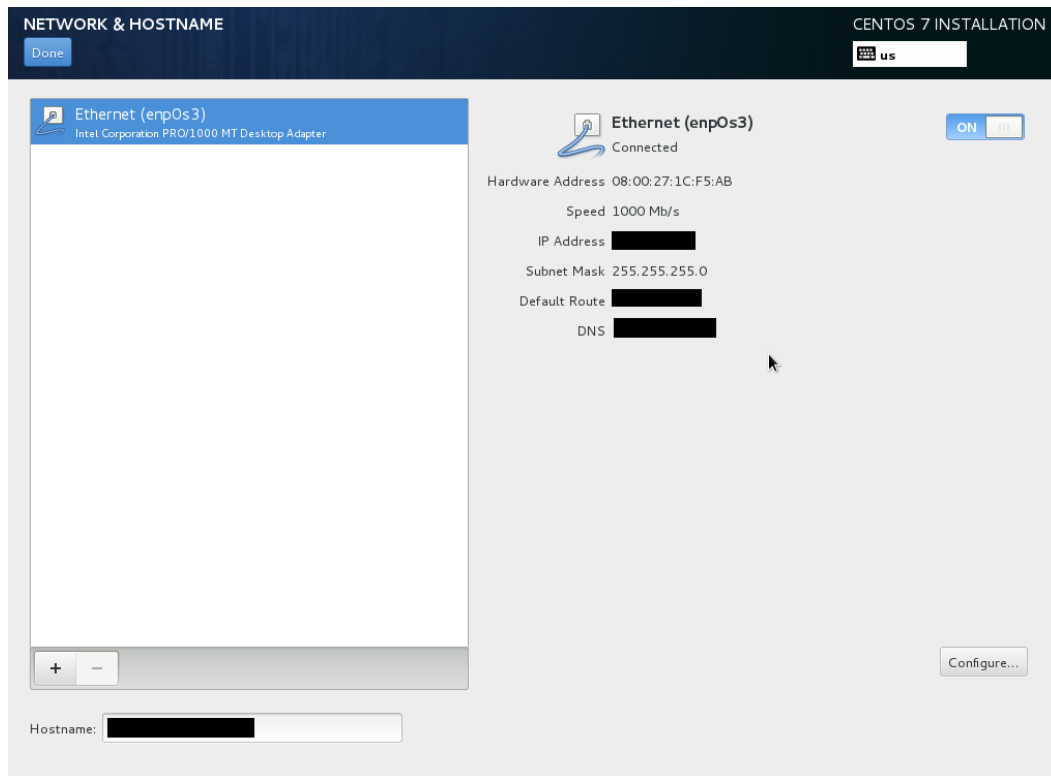 NETWORK & HOSTNAME
CENTOS 7 INSTALLATION
Done
us
Ethernet (enp0s3)
Intel Corporation PRO/1000 MT Desktop Adapter
Ethernet (enp0s3)
Connected
ON
Hardware Address 08:00:27:1C:F5:AB
Speed 1000 Mb/s
IP Address
Subnet Mask 255.255.255.0
Default Route
DNS
+ −
Configure...
Hostname: